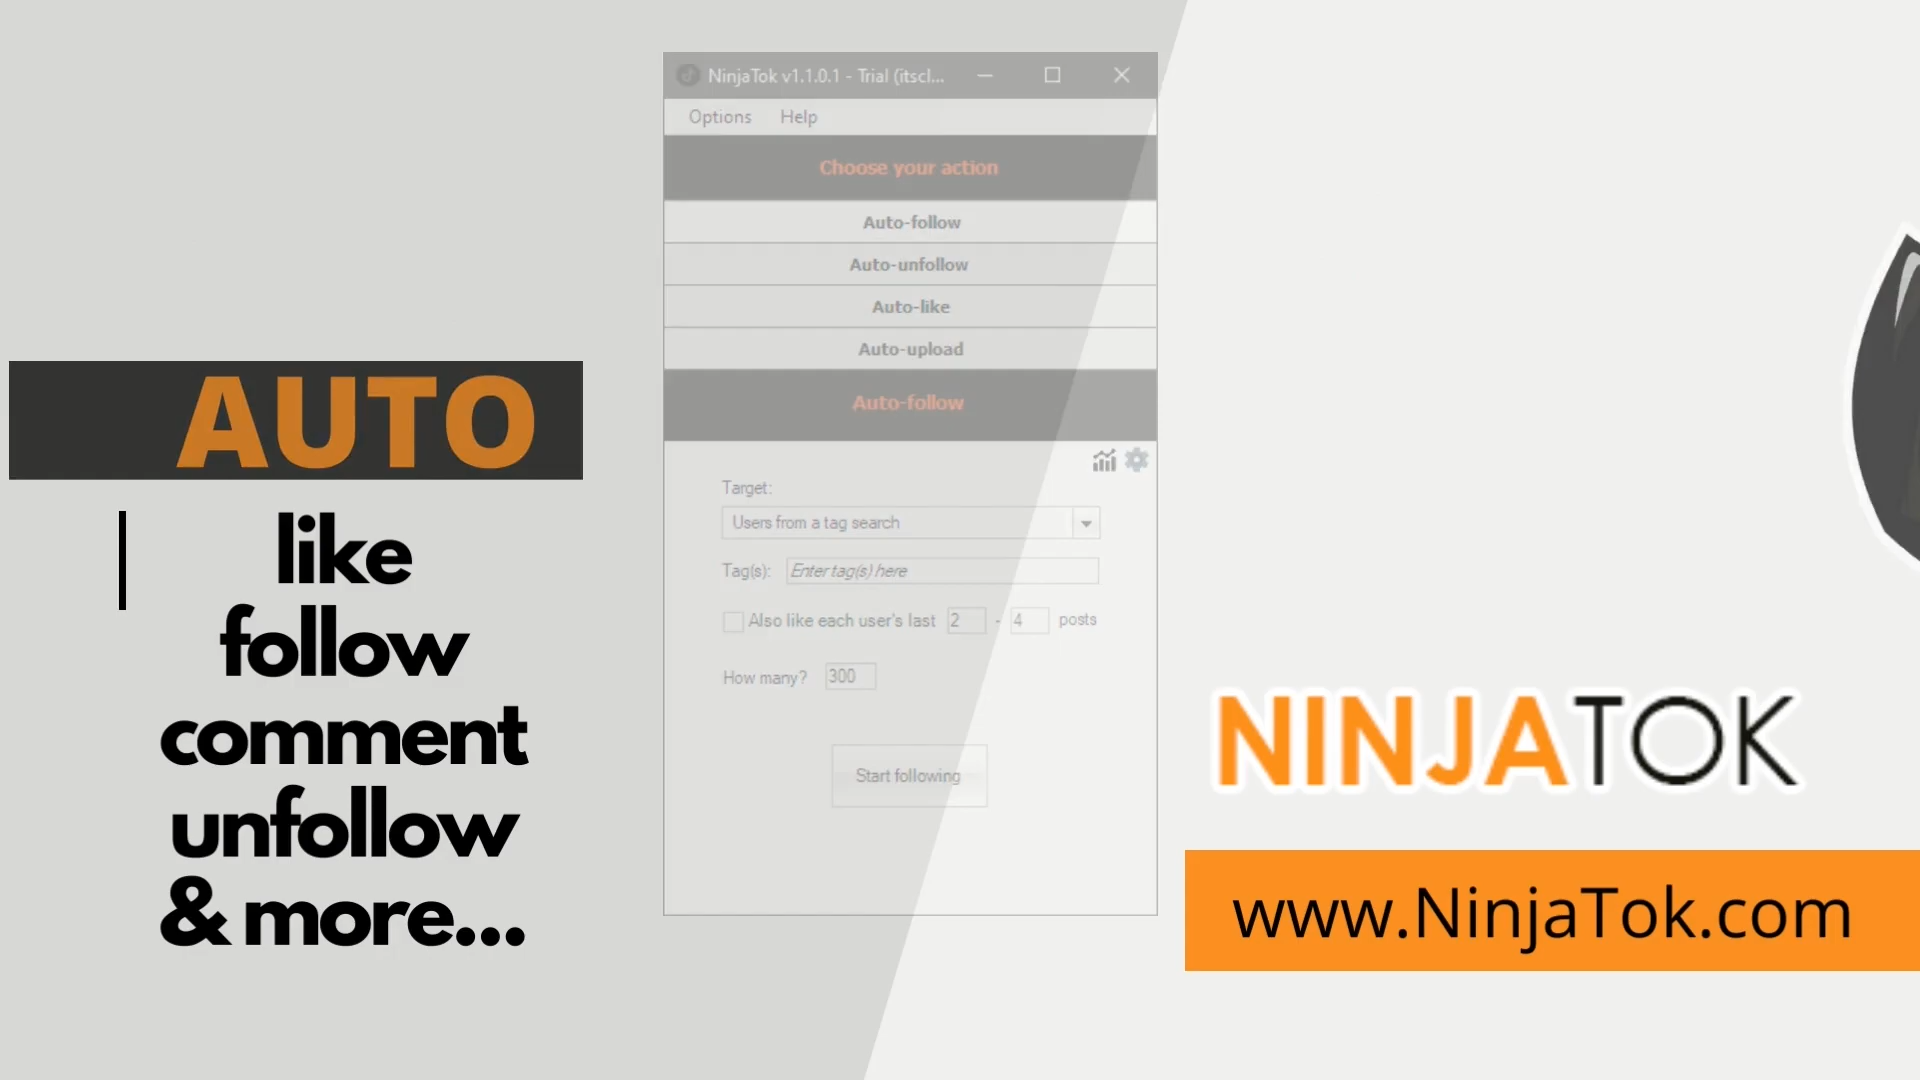 AUTO
like
follow
comment
unfollow
& more...
NinjaTok v1.1.0.1 - Trial (itscl...
Options Help
Choose your action
Auto-follow
Auto-unfollow
Auto-like
Auto-upload
Auto-follow
Target:
Users from a tag search
Tag(s): Enter tag(s) here
Also like each user's last 2 - 4 posts
How many? 300
Start following
NINJATOK
www.NinjaTok.com